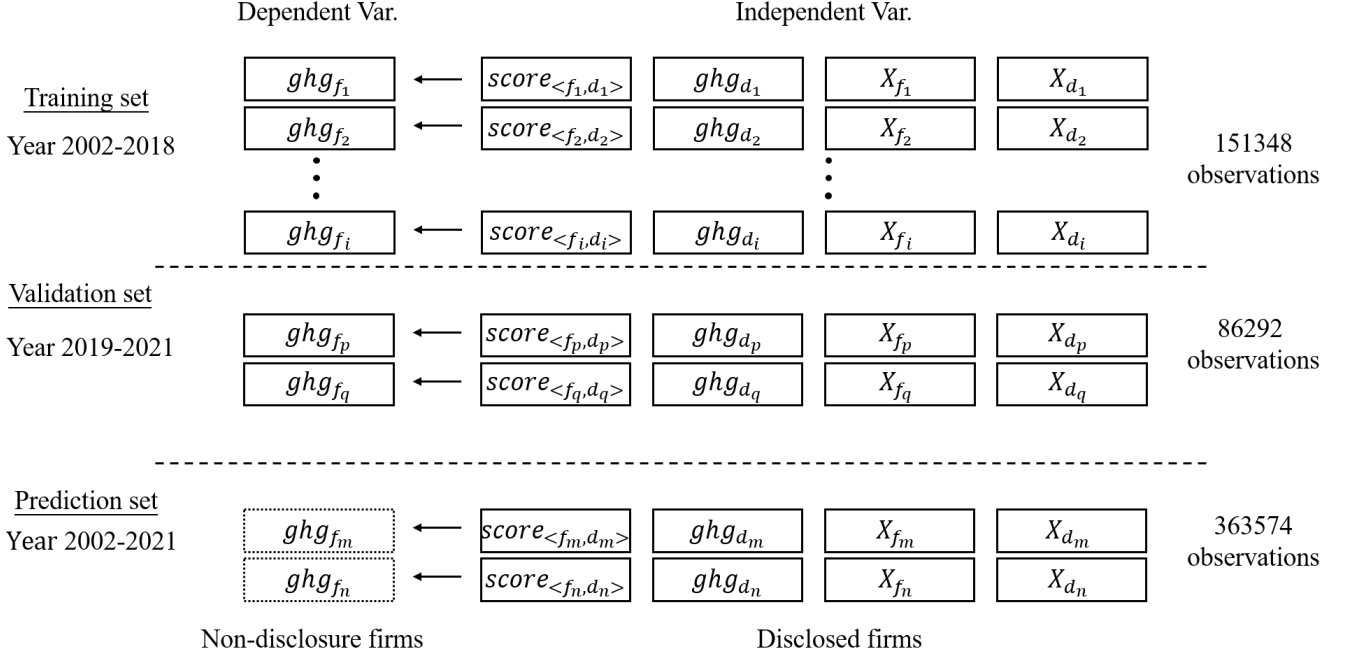 Dependent Var. Independent Var.
Training set
Year 2002-2018
ghg_{f_1} ← score_{<f_1,d_1>} ghg_{d_1} X_{f_1} X_{d_1}
ghg_{f_2} ← score_{<f_2,d_2>} ghg_{d_2} X_{f_2} X_{d_2}
ghg_{f_i} ← score_{<f_i,d_i>} ghg_{d_i} X_{f_i} X_{d_i}
151348
observations
Validation set
Year 2019-2021
ghg_{f_p} ← score_{<f_p,d_p>} ghg_{d_p} X_{f_p} X_{d_p}
ghg_{f_q} ← score_{<f_q,d_q>} ghg_{d_q} X_{f_q} X_{d_q}
86292
observations
Prediction set
Year 2002-2021
ghg_{f_m} ← score_{<f_m,d_m>} ghg_{d_m} X_{f_m} X_{d_m}
ghg_{f_n} ← score_{<f_n,d_n>} ghg_{d_n} X_{f_n} X_{d_n}
363574
observations
Non-disclosure firms Disclosed firms